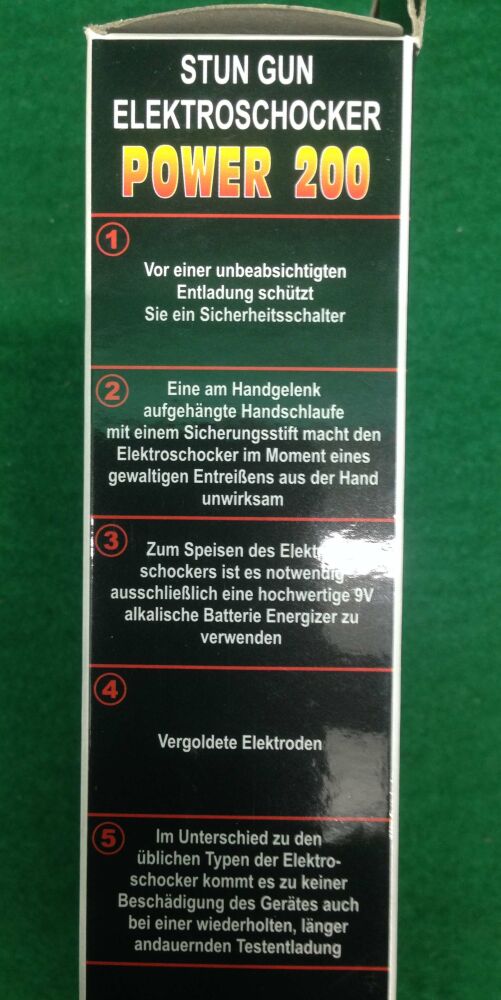 STUN GUN
ELEKTROSCHOCKER
POWER 200
1
Vor einer unbeabsichtigten
Entladung schützt
Sie ein Sicherheitsschalter
2
Eine am Handgelenk
aufgehängte Handschlaufe
mit einem Sicherungsstift macht den
Elektroschocker im Moment eines
gewaltigen Entreißens aus der Hand
unwirksam
3
Zum Speisen des
schockers ist es notwendig
ausschließlich eine hochwertige 9V
alkalische Batterie Energizer zu
verwenden
4
Vergoldete Elektroden
5
Im Unterschied zu den
üblichen Typen der Elektro-
schocker kommt es zu keiner
Beschädigung des Gerätes auch
bei einer wiederholten, länger
andauernden Testentladung